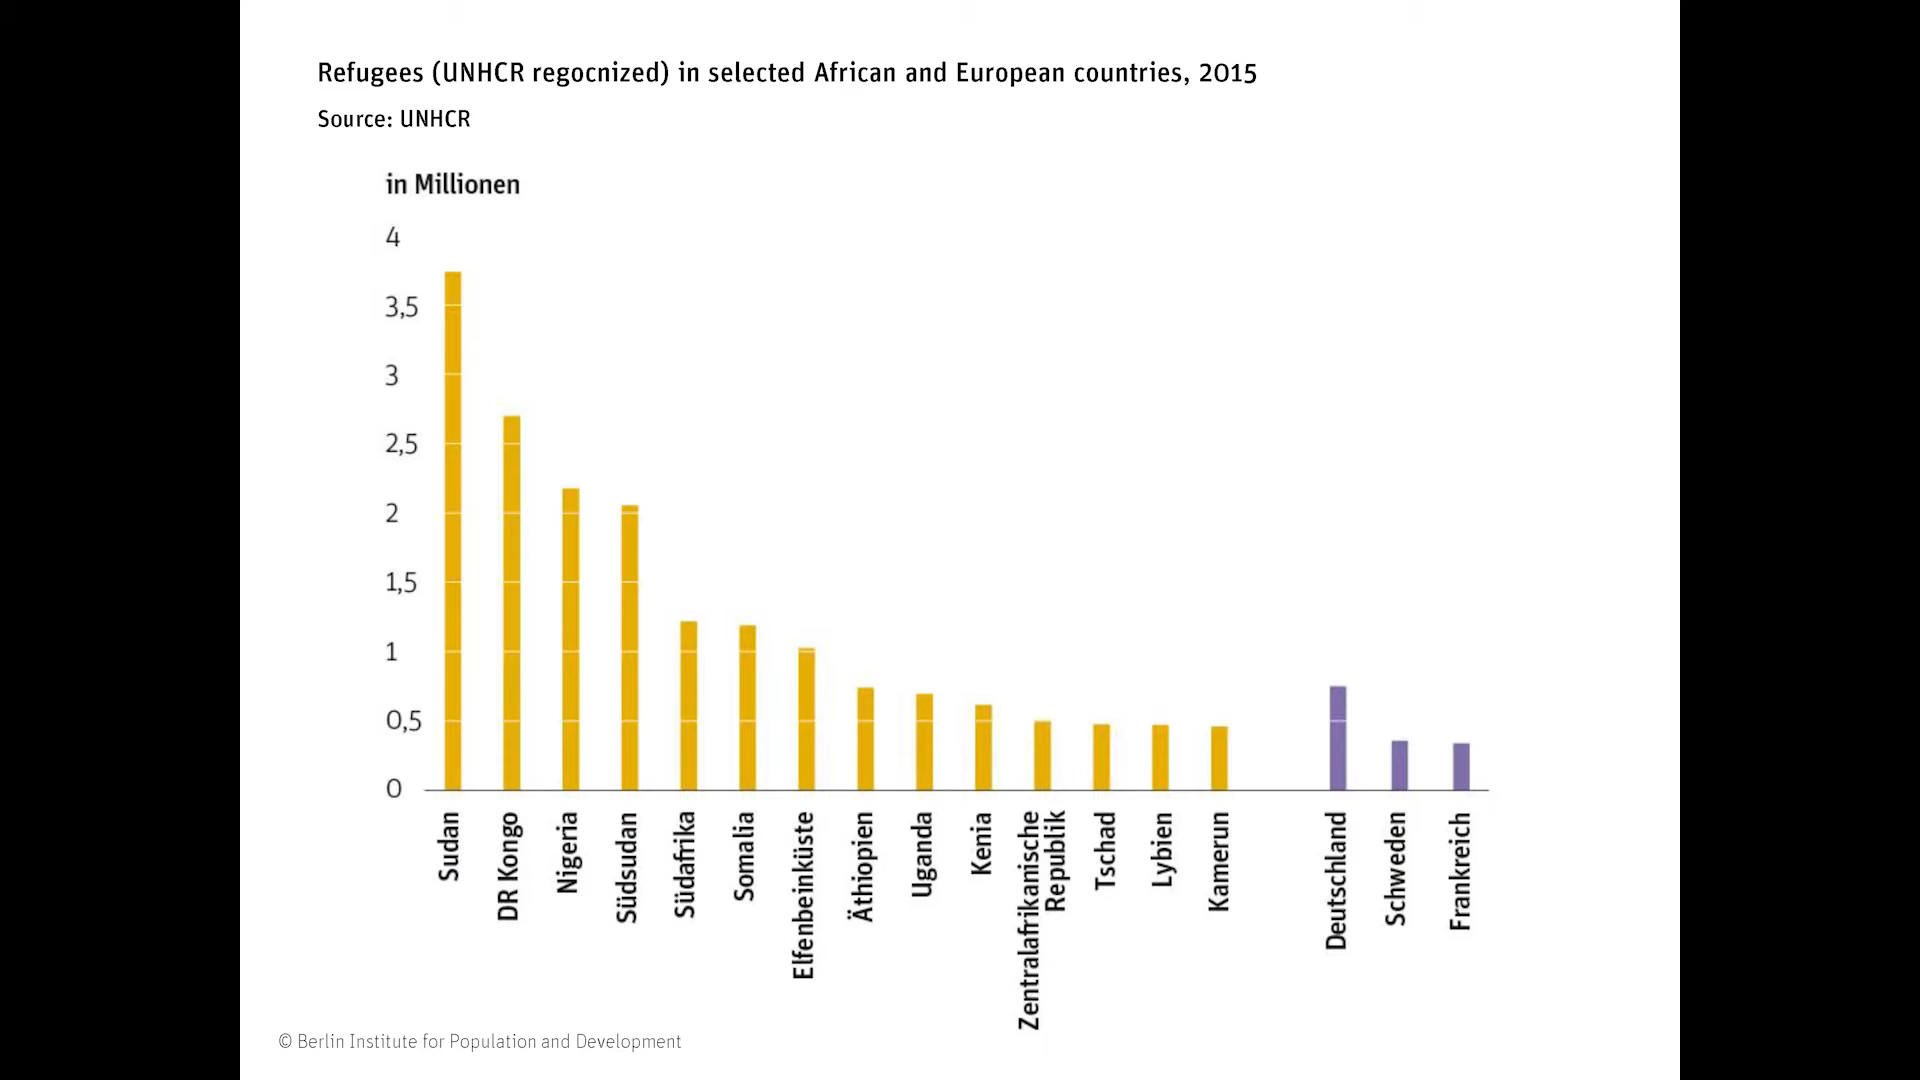 Refugees (UNHCR regocnized) in selected African and European countries, 2015
Source: UNHCR
in Millionen
4
3,5
3
2,5
2
1,5
1
0,5
0
Sudan
DR Kongo
Nigeria
Südsudan
Südafrika
Somalia
Elfenbeinküste
Äthiopien
Uganda
Kenia
Zentralafrikanische
Republik
Tschad
Lybien
Kamerun
Deutschland
Schweden
Frankreich
© Berlin Institute for Population and Development